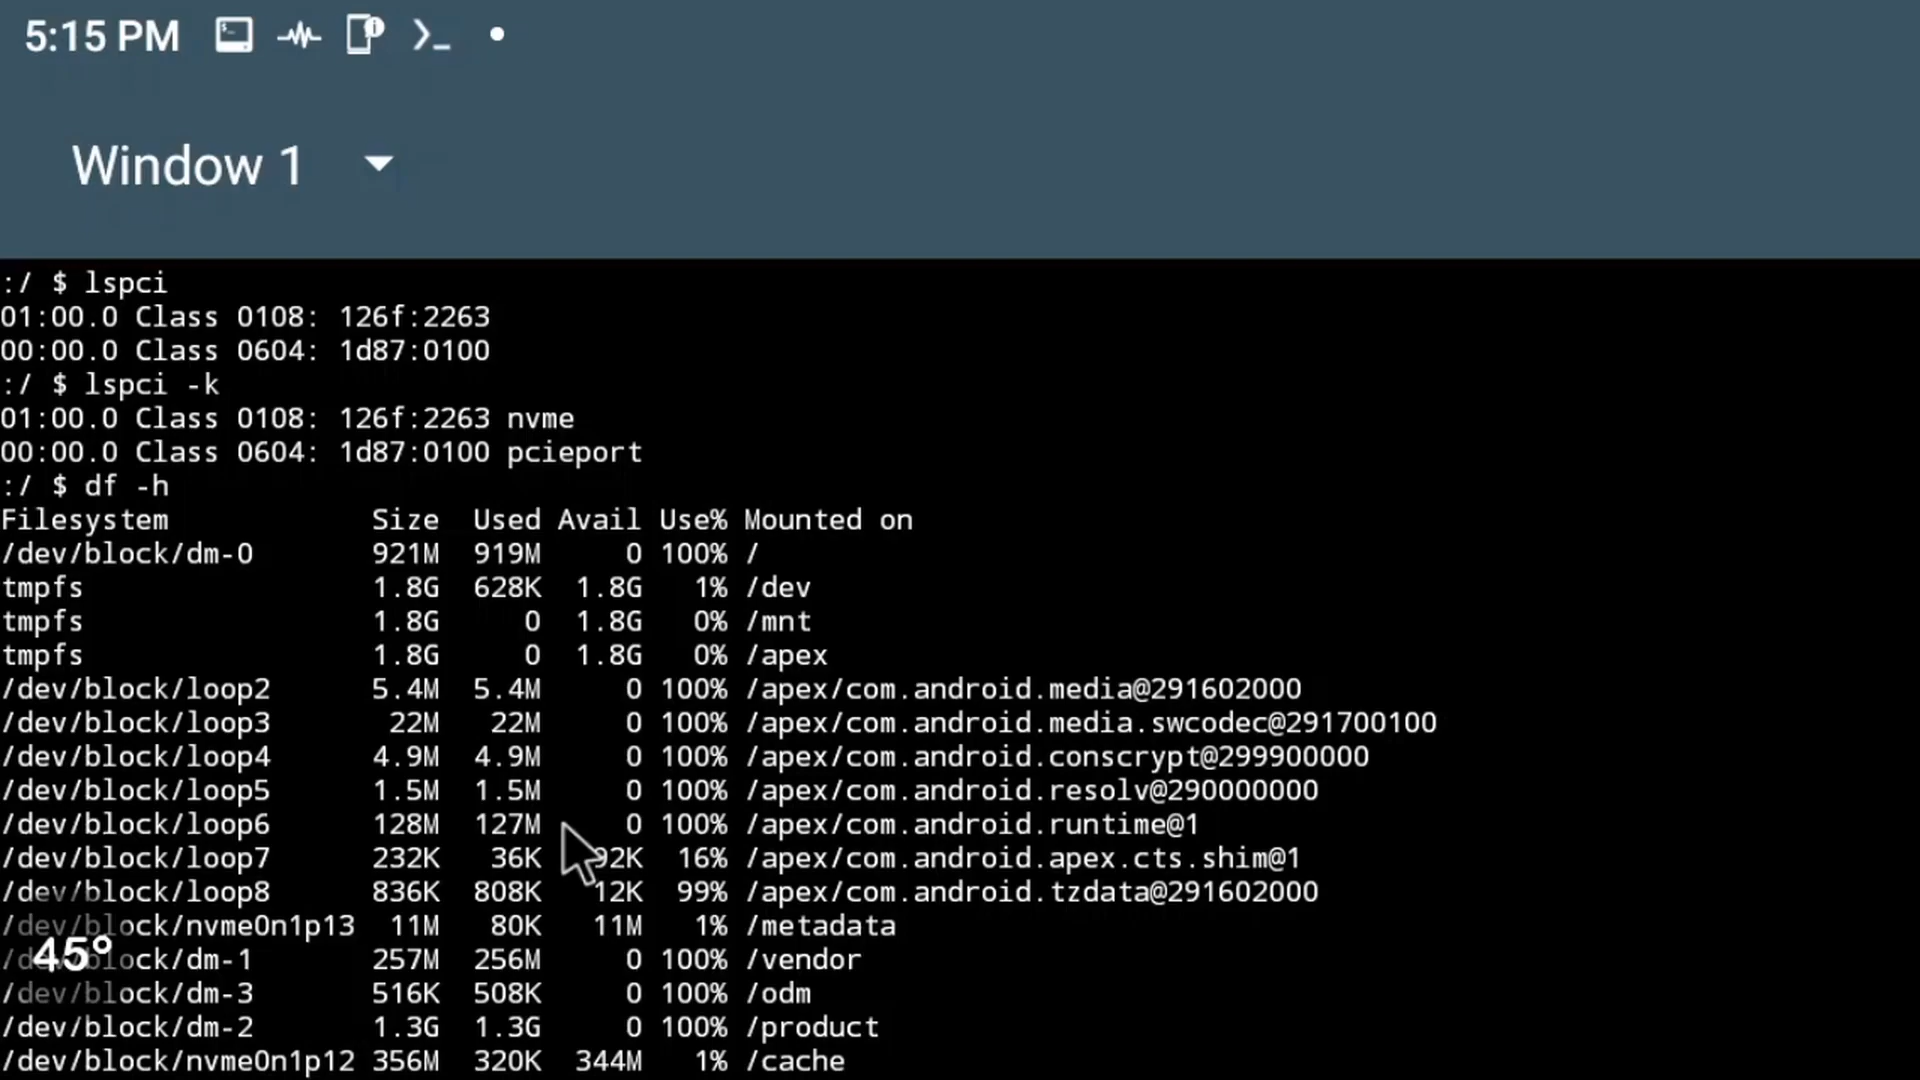 5:15 PM
Window 1
:/ $ lspci
01:00.0 Class 0108: 126f:2263
00:00.0 Class 0604: 1d87:0100
:/ $ lspci -k
01:00.0 Class 0108: 126f:2263 nvme
00:00.0 Class 0604: 1d87:0100 pcieport
:/ $ df -h
Filesystem Size Used Avail Use% Mounted on
/dev/block/dm-0 921M 919M 0 100% /
tmpfs 1.8G 628K 1.8G 1% /dev
tmpfs 1.8G 0 1.8G 0% /mnt
tmpfs 1.8G 0 1.8G 0% /apex
/dev/block/loop2 5.4M 5.4M 0 100% /apex/com.android.media@291602000
/dev/block/loop3 22M 22M 0 100% /apex/com.android.media.swcodec@291700100
/dev/block/loop4 4.9M 4.9M 0 100% /apex/com.android.conscrypt@299900000
/dev/block/loop5 1.5M 1.5M 0 100% /apex/com.android.resolv@290000000
/dev/block/loop6 128M 127M 0 100% /apex/com.android.runtime@1
/dev/block/loop7 232K 36K 16% /apex/com.android.apex.cts.shim@1
/dev/block/loop8 836K 808K 12K 99% /apex/com.android.tzdata@291602000
/dev/block/nvme0n1p13 11M 80K 11M 1% /metadata
45°
/dev/block/dm-1 257M 256M 0 100% /vendor
/dev/block/dm-3 516K 508K 0 100% /odm
/dev/block/dm-2 1.3G 1.3G 0 100% /product
/dev/block/nvme0n1p12 356M 320K 344M 1% /cache